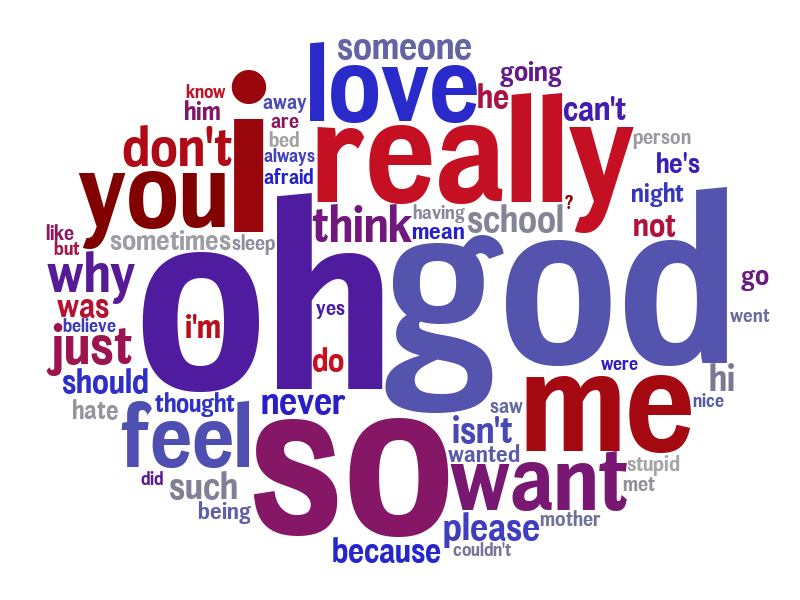 someone
love
going
know
him
away
i
he
really
can't
are
bed
person
don't
always
afraid
he's
you
night
?
think
having
mean
school
not
like
but
sometimes
sleep
why
oh
god
go
was
believe
i'm
yes
went
just
do
were
should
me
hi
hate
thought
never
nice
feel
so
saw
isn't
wanted
want
stupid
did
such
met
being
please
mother
because
couldn't